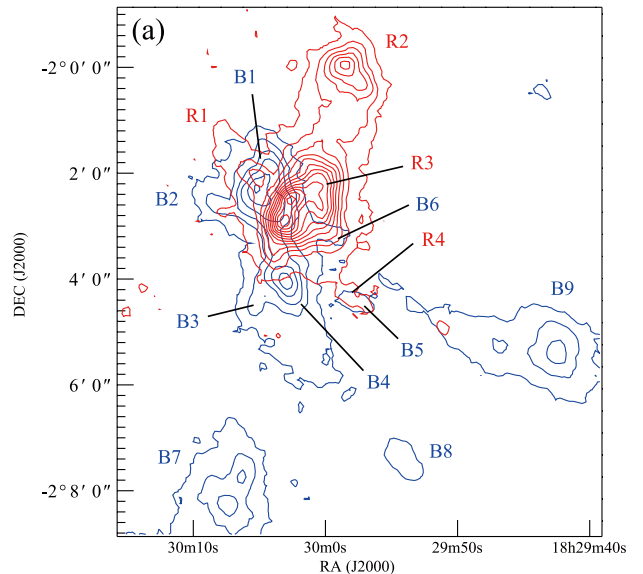 (a)
R2
B1
R1
R3
B2
B6
R4
B9
B3
B5
B4
B7
B8
-2° 0′ 0″
2′ 0″
4′ 0″
6′ 0″
-2° 8′ 0″
DEC (J2000)
30m10s
30m0s
29m50s
18h29m40s
RA (J2000)